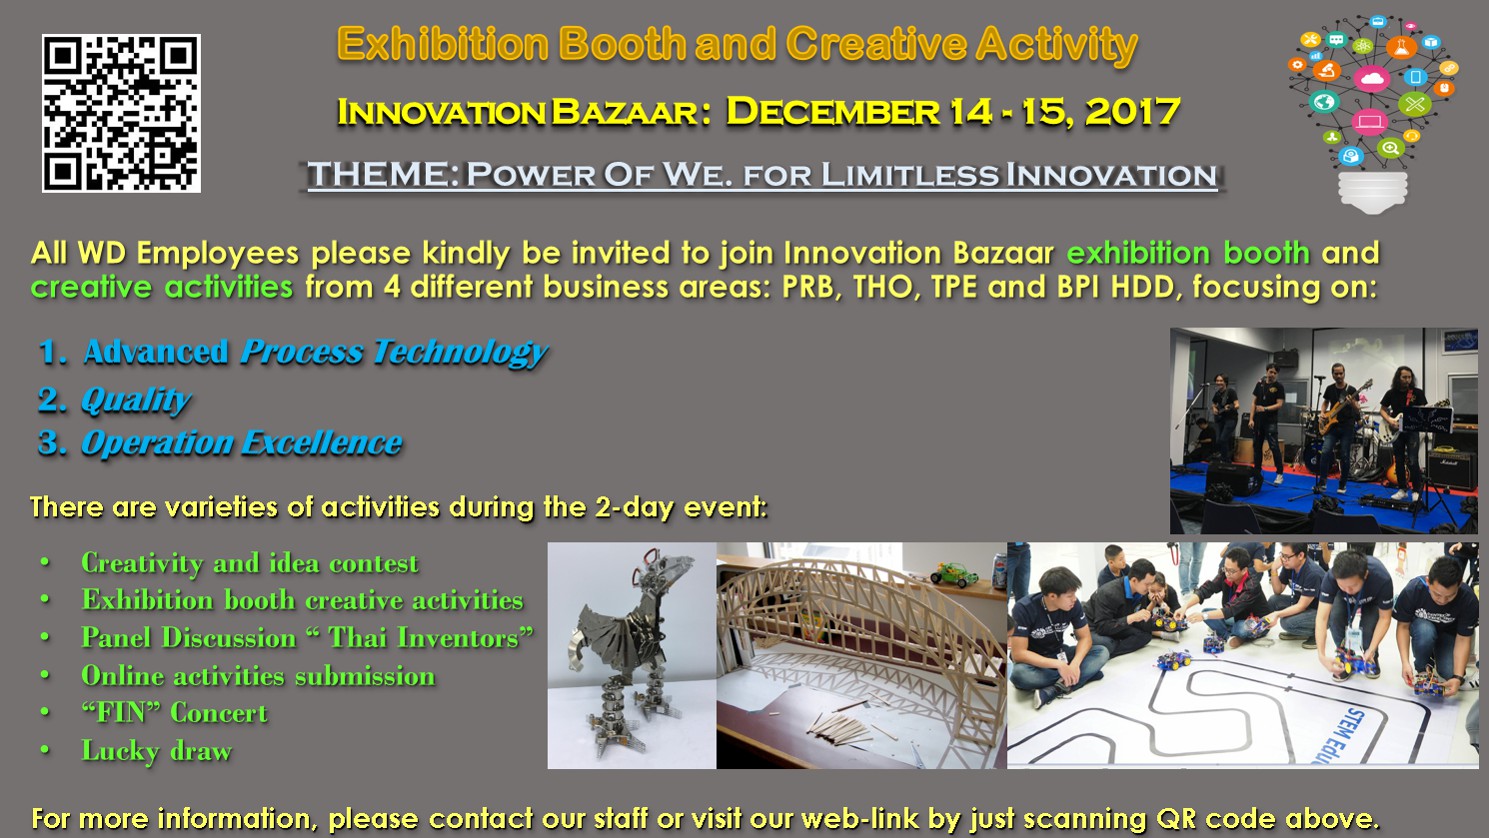 Exhibition Booth and Creative Activity
Innovation Bazaar: December 14 - 15, 2017
THEME: Power Of We. for Limitless Innovation
All WD Employees please kindly be invited to join Innovation Bazaar exhibition booth and
creative activities from 4 different business areas: PRB, THO, TPE and BPI HDD, focusing on:
1. Advanced Process Technology
2. Quality
3. Operation Excellence
There are varieties of activities during the 2-day event:
• Creativity and idea contest
• Exhibition booth creative activities
• Panel Discussion “ Thai Inventors”
• Online activities submission
• “FIN” Concert
• Lucky draw
Marshall
STEM Edu
For more information, please contact our staff or visit our web-link by just scanning QR code above.